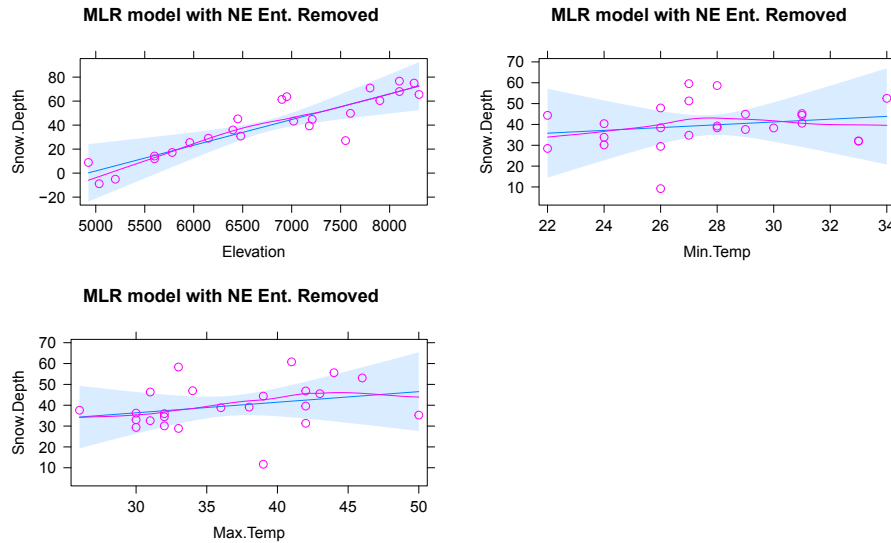 MLR model with NE Ent. Removed
Snow.Depth
80
60
40
20
0
−20
5000 5500 6000 6500 7000 7500 8000
Elevation
MLR model with NE Ent. Removed
Snow.Depth
70
60
50
40
30
20
10
22 24 26 28 30 32 34
Min.Temp
MLR model with NE Ent. Removed
Snow.Depth
70
60
50
40
30
20
10
30 35 40 45 50
Max.Temp